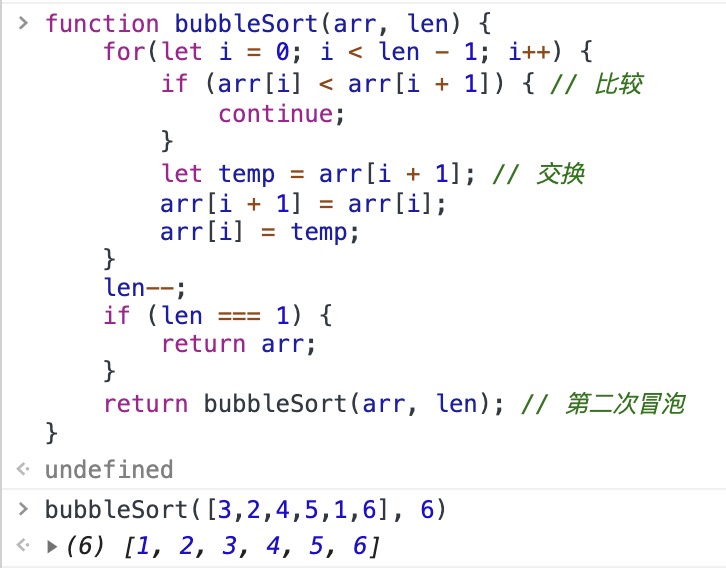 > function bubbleSort(arr, len) {
    for(let i = 0; i < len - 1; i++) {
        if (arr[i] < arr[i + 1]) { // 比较
            continue;
        }
        let temp = arr[i + 1]; // 交换
        arr[i + 1] = arr[i];
        arr[i] = temp;
    }
    len--;
    if (len === 1) {
        return arr;
    }
    return bubbleSort(arr, len); // 第二次冒泡
}
undefined
> bubbleSort([3,2,4,5,1,6], 6)
(6) [1, 2, 3, 4, 5, 6]